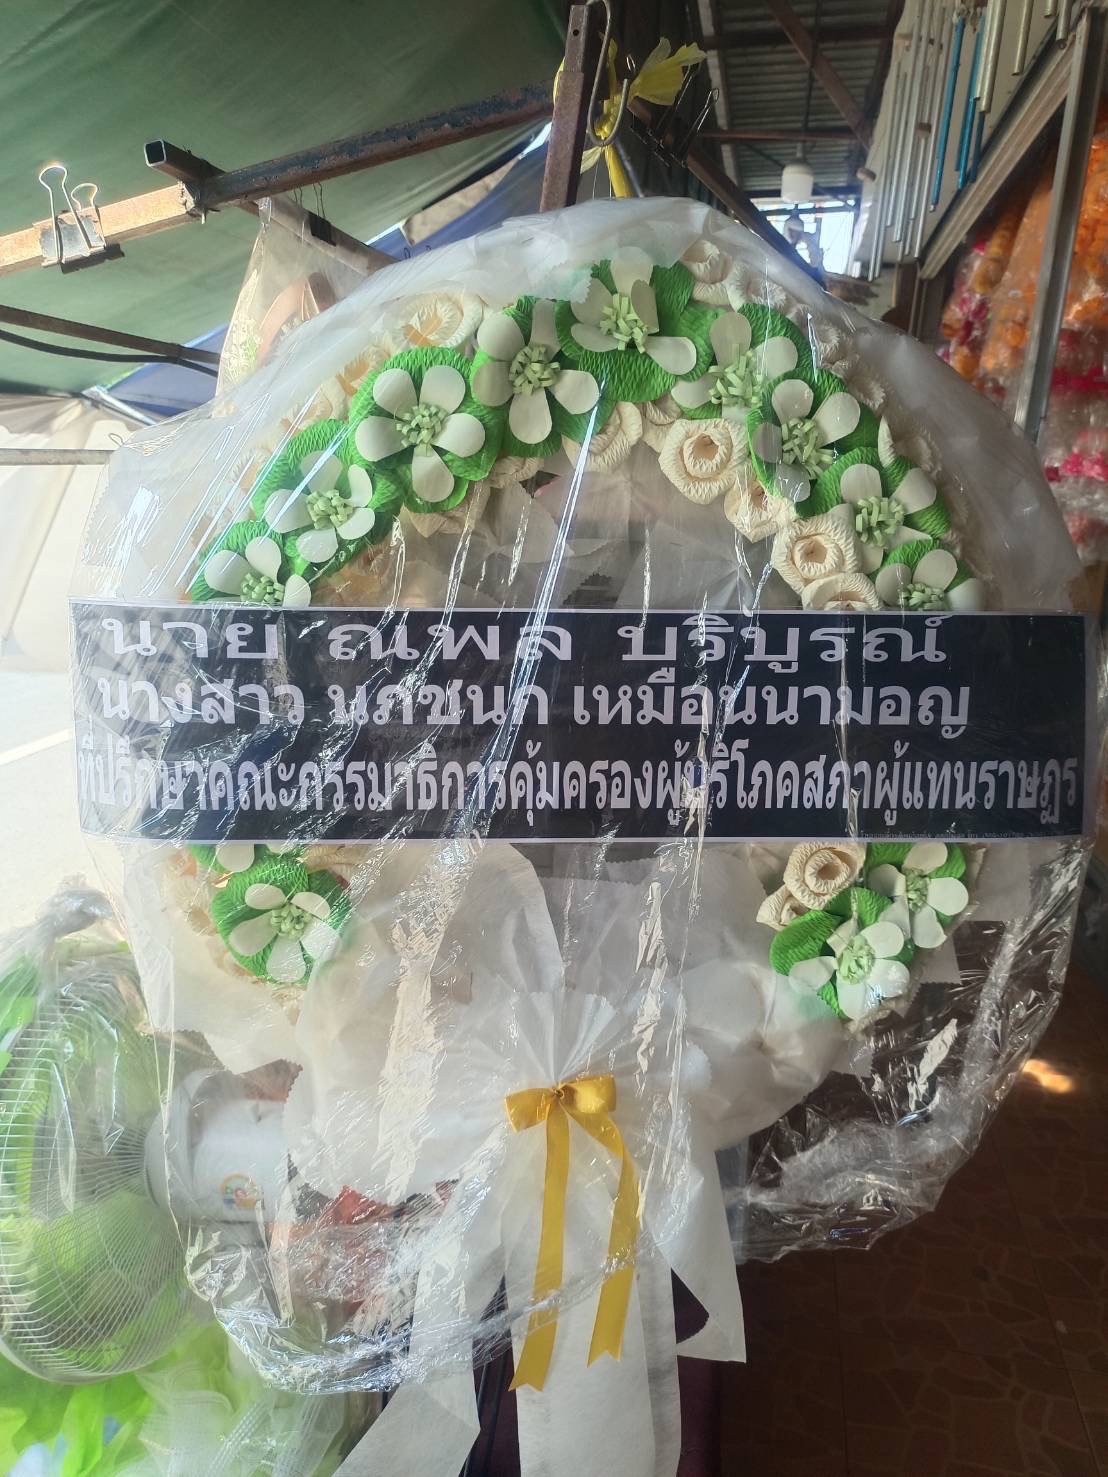 นาย ณพล บริบูรณ์
นางสาว นภชนก เหมือนนามอญ
ที่ปรึกษาคณะกรรมาธิการคุ้มครองผู้บริโภคสภาผู้แทนราษฎร